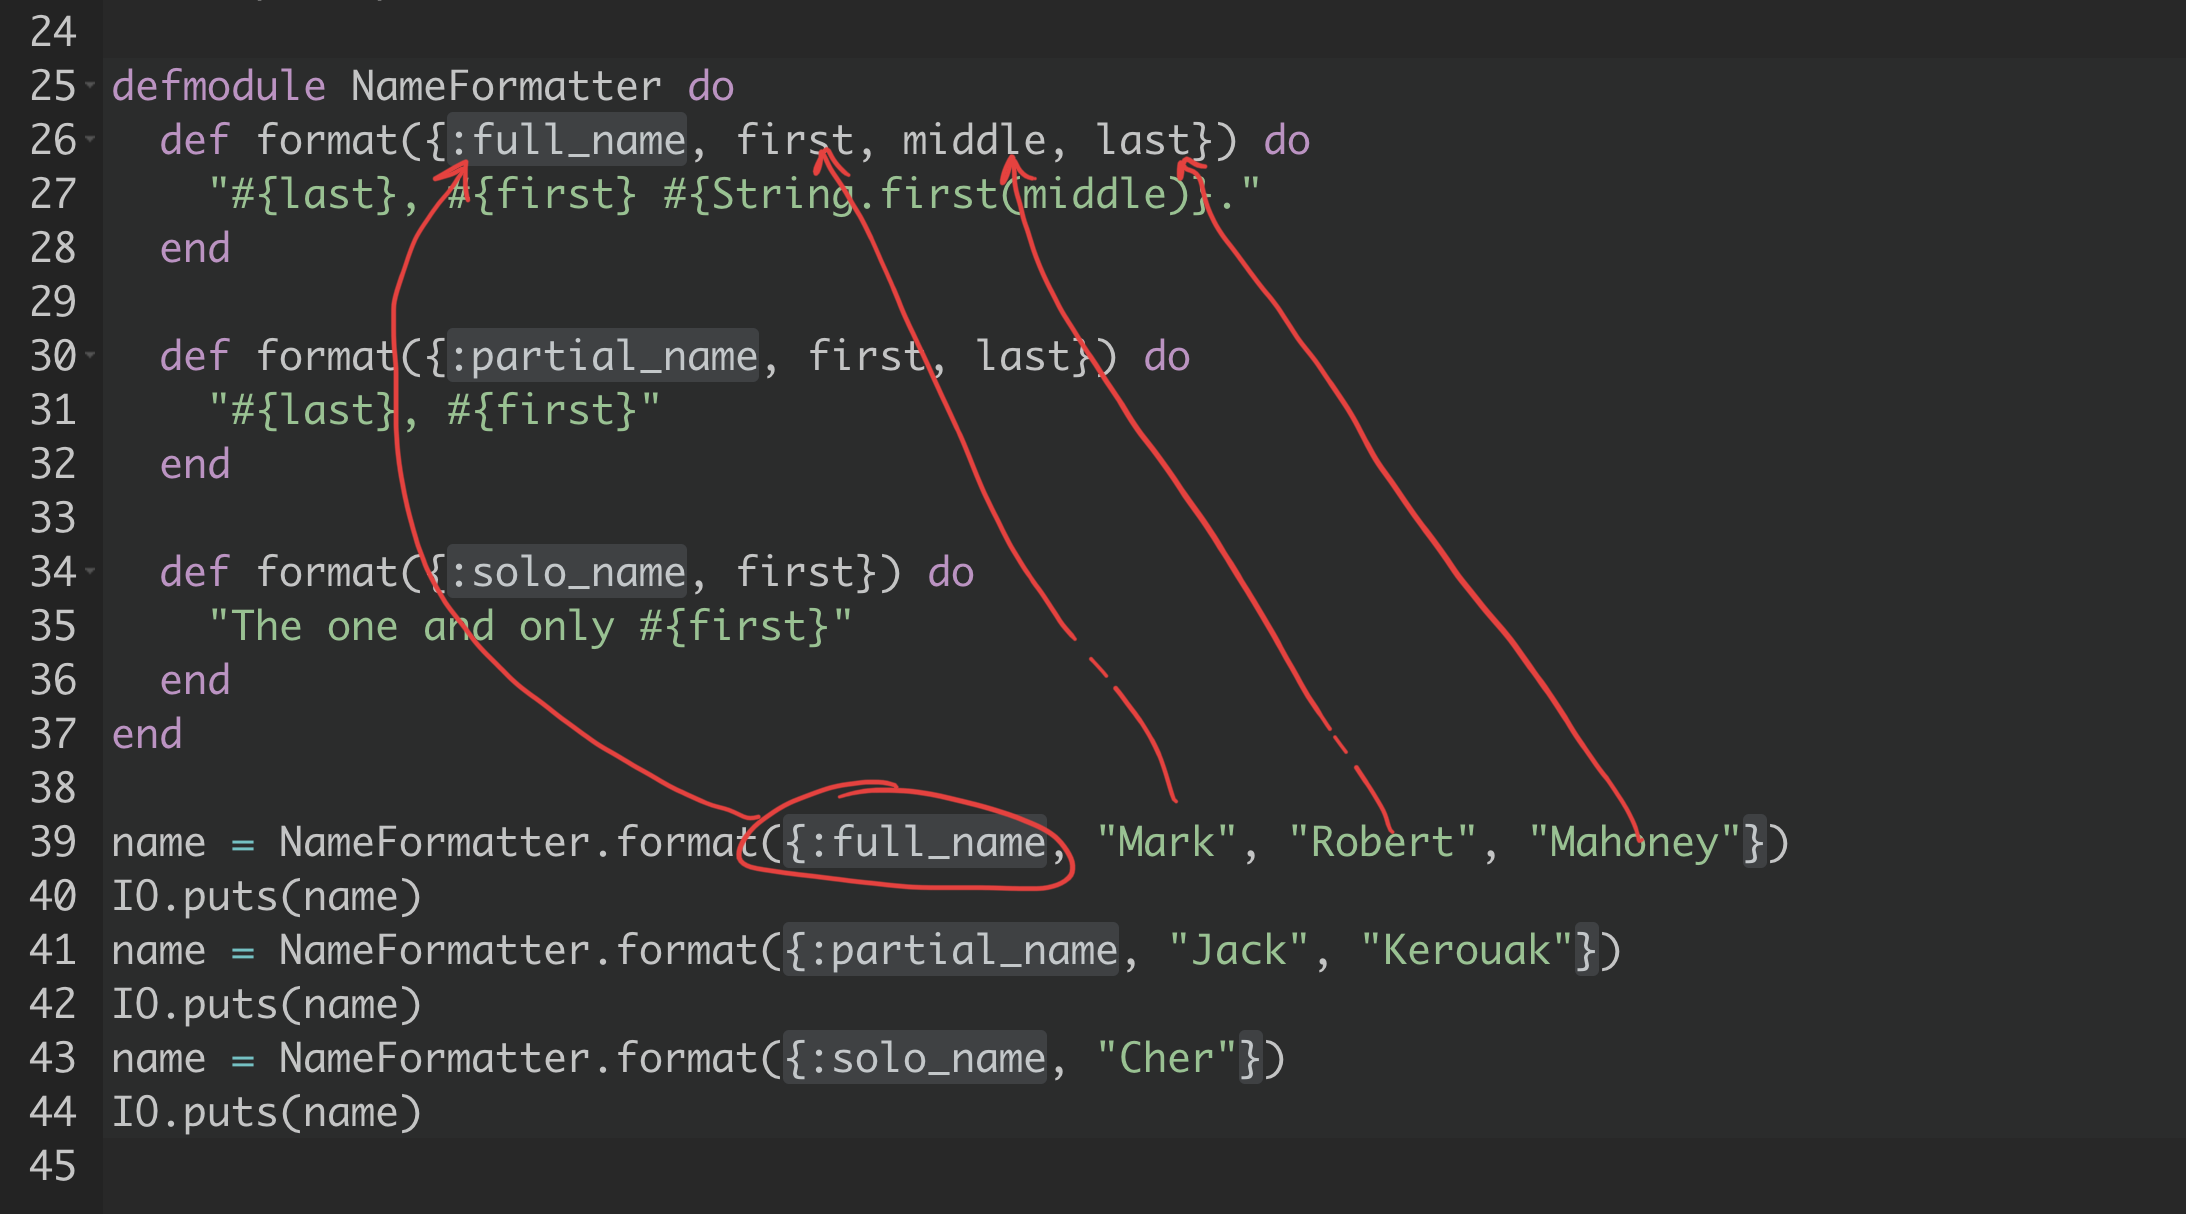 24
25 defmodule NameFormatter do
26 def format({:full_name, first, middle, last}) do
27 "#{last}, #{first} #{String.first(middle)}."
28 end
29
30 def format({:partial_name, first, last}) do
31 "#{last}, #{first}"
32 end
33
34 def format({:solo_name, first}) do
35 "The one and only #{first}"
36 end
37 end
38
39 name = NameFormatter.format({:full_name, "Mark", "Robert", "Mahoney"})
40 IO.puts(name)
41 name = NameFormatter.format({:partial_name, "Jack", "Kerouak"})
42 IO.puts(name)
43 name = NameFormatter.format({:solo_name, "Cher"})
44 IO.puts(name)
45